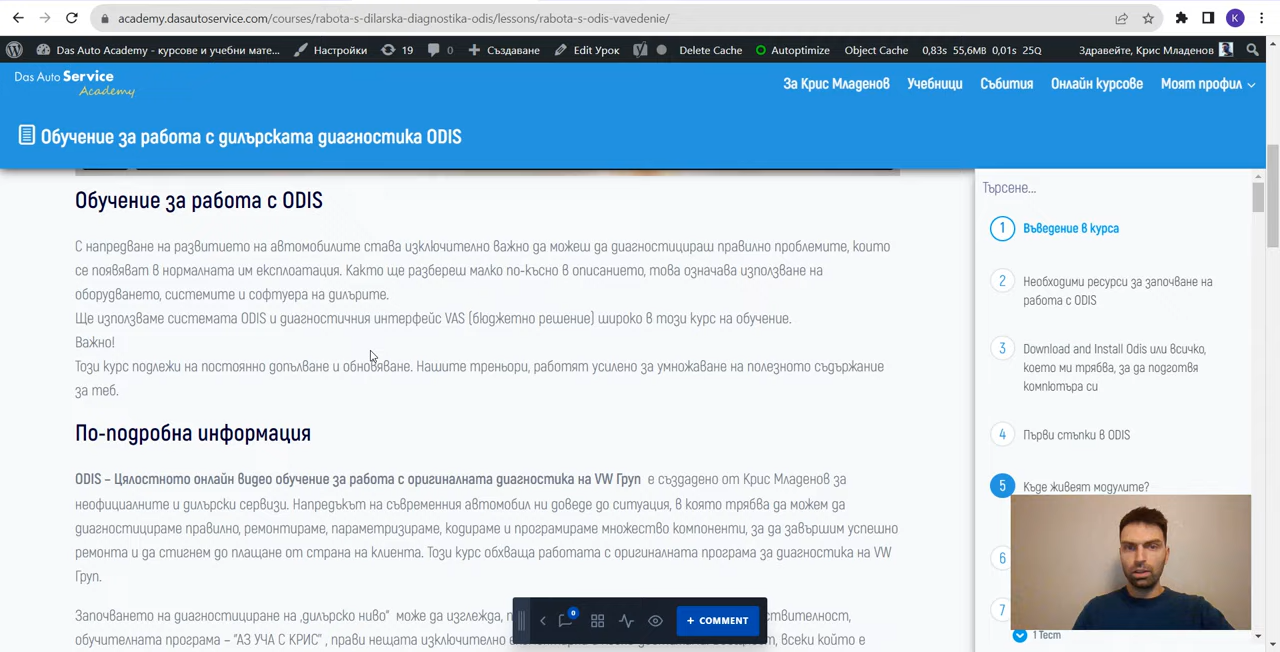 academy.dasautoservice.com/courses/rabota-s-dilarska-diagnostika-odis/lessons/rabota-s-odis-vavedenie/
K
Das Auto Academy - курсове и учебни мате... Настройки 19 0 Създаване Edit Урок Delete Cache Autoptimize Object Cache 0,83s 55,6MB 0,01s 25Q Здравейте, Крис Младенов
Das Auto Service
Academy
За Крис Младенов Учебници Събития Онлайн курсове Моят профил
Обучение за работа с дилърската диагностика ODIS
Обучение за работа с ODIS
С напредване на развитието на автомобилите става изключително важно да можеш да диагностицираш правилно проблемите, които
се появяват в нормалната им експлоатация. Както ще разбереш малко по-късно в описанието, това означава използване на
оборудването, системите и софтуера на дилърите.
Ще използваме системата ODIS и диагностичния интерфейс VAS (бюджетно решение) широко в този курс на обучение.
Важно!
Този курс подлежи на постоянно допълване и обновяване. Нашите треньори, работят усилено за умножаване на полезното съдържание
за теб.
По-подробна информация
ODIS – Цялостното онлайн видео обучение за работа с оригиналната диагностика на VW Груп е създадено от Крис Младенов за
неофициалните и дилърски сервизи. Напредъкът на съвременния автомобил ни доведе до ситуация, в която трябва да можем да
диагностицираме правилно, ремонтираме, параметризираме, кодираме и програмираме множество компоненти, за да завършим успешно
ремонта и да стигнем до плащане от страна на клиента. Този курс обхваща работата с оригиналната програма за диагностика на VW
Груп.
Започването на диагностициране на „дилърско ниво“ може да изглежда,
обучителната програма – “АЗ УЧА С КРИС” , прави нещата изключително
всеки който е
0
+ COMMENT
Търсене...
1 Въведение в курса
2 Необходими ресурси за започване на
работа с ODIS
3 Download and Install Odis или всичко,
което ми трябва, за да подготвя
компютъра си
4 Първи стъпки в ODIS
5 Къде живеят модулите?
6
7
1 Тест